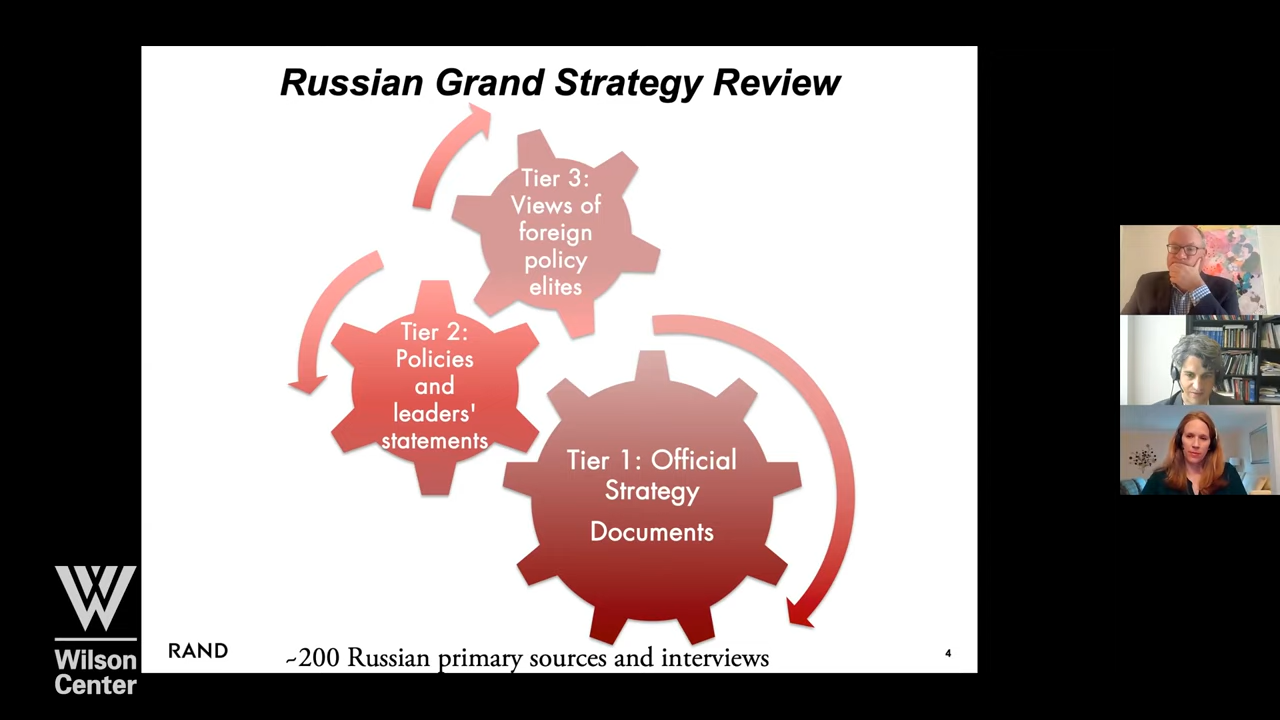 Russian Grand Strategy Review
Tier 3:
Views of
foreign
policy
elites
Tier 2:
Policies
and
leaders'
statements
Tier 1: Official
Strategy
Documents
RAND
~200 Russian primary sources and interviews
4
Wilson
Center